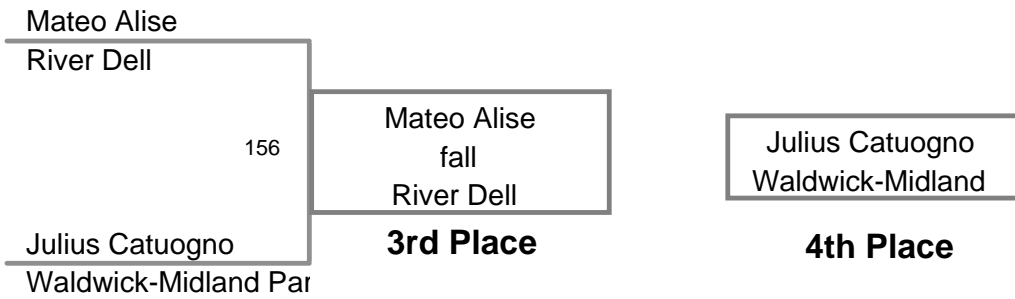 Mateo Alise
River Dell
156
Mateo Alise
fall
River Dell
3rd Place
Julius Catuogno
Waldwick-Midland Par
Julius Catuogno
Waldwick-Midland
4th Place